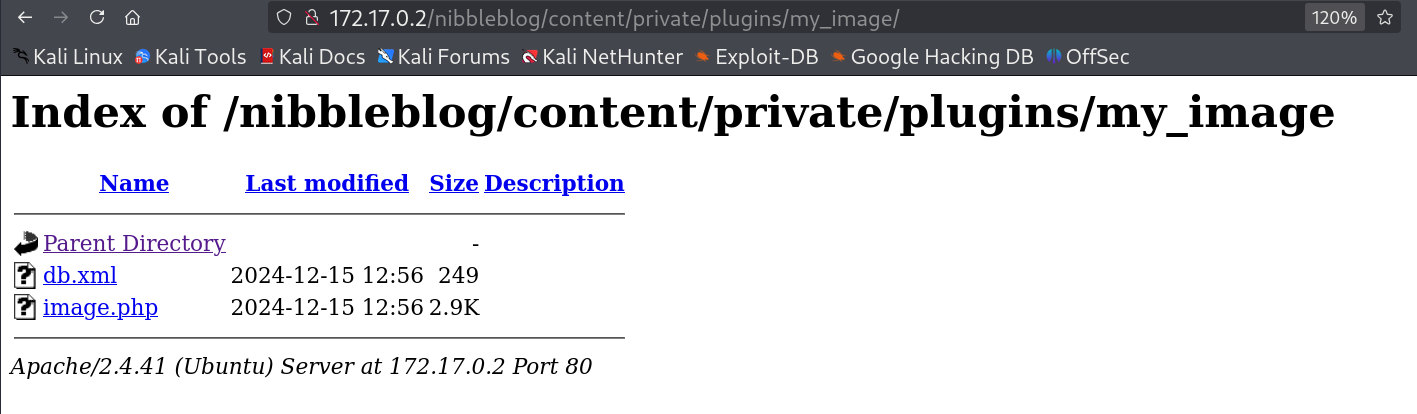 172.17.0.2/nibbleblog/content/private/plugins/my_image/ 120%
Kali Linux Kali Tools Kali Docs Kali Forums Kali NetHunter Exploit-DB Google Hacking DB OffSec
Index of /nibbleblog/content/private/plugins/my_image
Name Last modified Size Description
Parent Directory -
db.xml 2024-12-15 12:56 249
image.php 2024-12-15 12:56 2.9K
Apache/2.4.41 (Ubuntu) Server at 172.17.0.2 Port 80